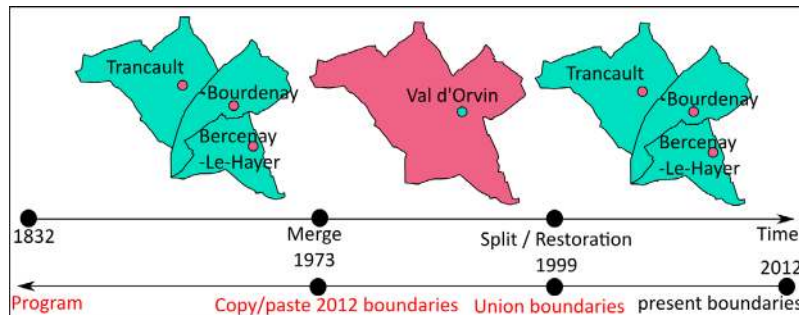 Trancault
-Bourdenay
Bercenay
-Le-Hayer
Val d'Orvin
Trancault
-Bourdenay
Bercenay
-Le-Hayer
1832
Merge
1973
Split / Restoration
1999
Time
2012
Program
Copy/paste 2012 boundaries
Union boundaries
present boundaries